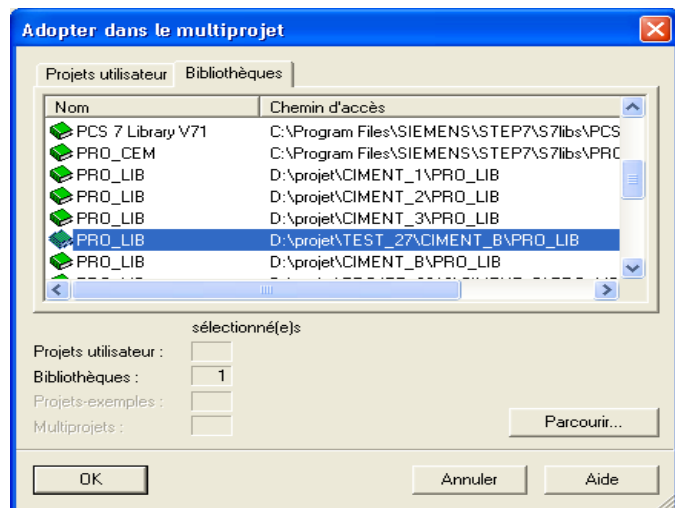 Adopter dans le multiprojet
Projets utilisateur Bibliothèques
Nom Chemin d'accès
PCS 7 Library V71 C:\Program Files\SIEMENS\STEP7\S7libs\PCS
PRO_CEM C:\Program Files\SIEMENS\STEP7\S7libs\PRO
PRO_LIB D:\projet\CIMENT_1\PRO_LIB
PRO_LIB D:\projet\CIMENT_2\PRO_LIB
PRO_LIB D:\projet\CIMENT_3\PRO_LIB
PRO_LIB D:\projet\TEST_27\CIMENT_B\PRO_LIB
PRO_LIB D:\projet\CIMENT_B\PRO_LIB
sélectionné(e)s
Projets utilisateur :
Bibliothèques : 1
Projets-exemples :
Multiprojets :
Parcourir...
OK Annuler Aide